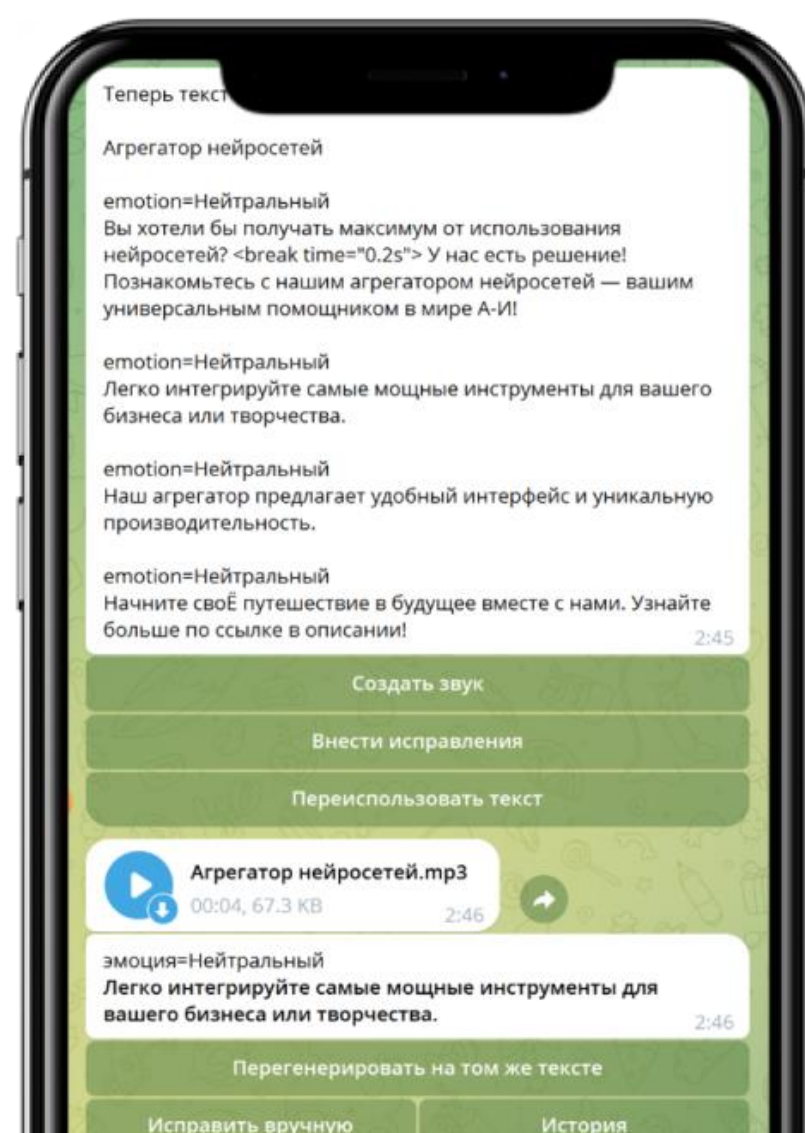 Теперь текст
Агрегатор нейросетей
emotion=Нейтральный
Вы хотели бы получать максимум от использования
нейросетей? <break time="0.2s"> У нас есть решение!
Познакомьтесь с нашим агрегатором нейросетей — вашим
универсальным помощником в мире А-И!
emotion=Нейтральный
Легко интегрируйте самые мощные инструменты для вашего
бизнеса или творчества.
emotion=Нейтральный
Наш агрегатор предлагает удобный интерфейс и уникальную
производительность.
emotion=Нейтральный
Начните своЁ путешествие в будущее вместе с нами. Узнайте
больше по ссылке в описании!
2:45
Создать звук
Внести исправления
Переиспользовать текст
Агрегатор нейросетей.mp3
00:04, 67.3 KB
2:46
эмоция=Нейтральный
Легко интегрируйте самые мощные инструменты для
вашего бизнеса или творчества.
2:46
Перегенерировать на том же тексте
Исправить вручную
История